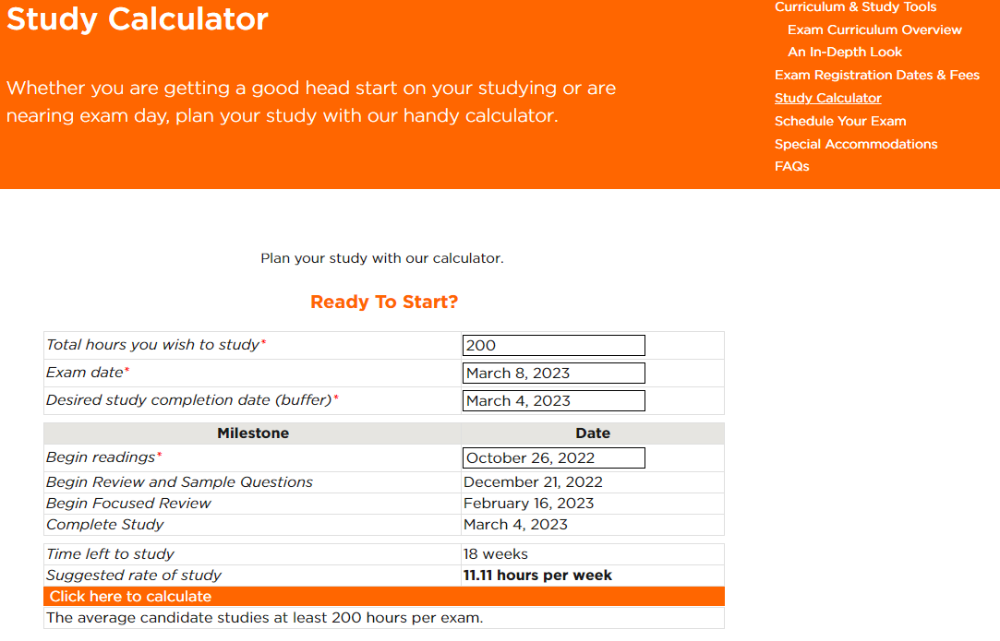 Study Calculator
Whether you are getting a good head start on your studying or are
nearing exam day, plan your study with our handy calculator.
Curriculum & Study Tools
Exam Curriculum Overview
An In-Depth Look
Exam Registration Dates & Fees
Study Calculator
Schedule Your Exam
Special Accommodations
FAQs
Plan your study with our calculator.
Ready To Start?
Total hours you wish to study* 200
Exam date* March 8, 2023
Desired study completion date (buffer)* March 4, 2023
Milestone Date
Begin readings* October 26, 2022
Begin Review and Sample Questions December 21, 2022
Begin Focused Review February 16, 2023
Complete Study March 4, 2023
Time left to study 18 weeks
Suggested rate of study 11.11 hours per week
Click here to calculate
The average candidate studies at least 200 hours per exam.